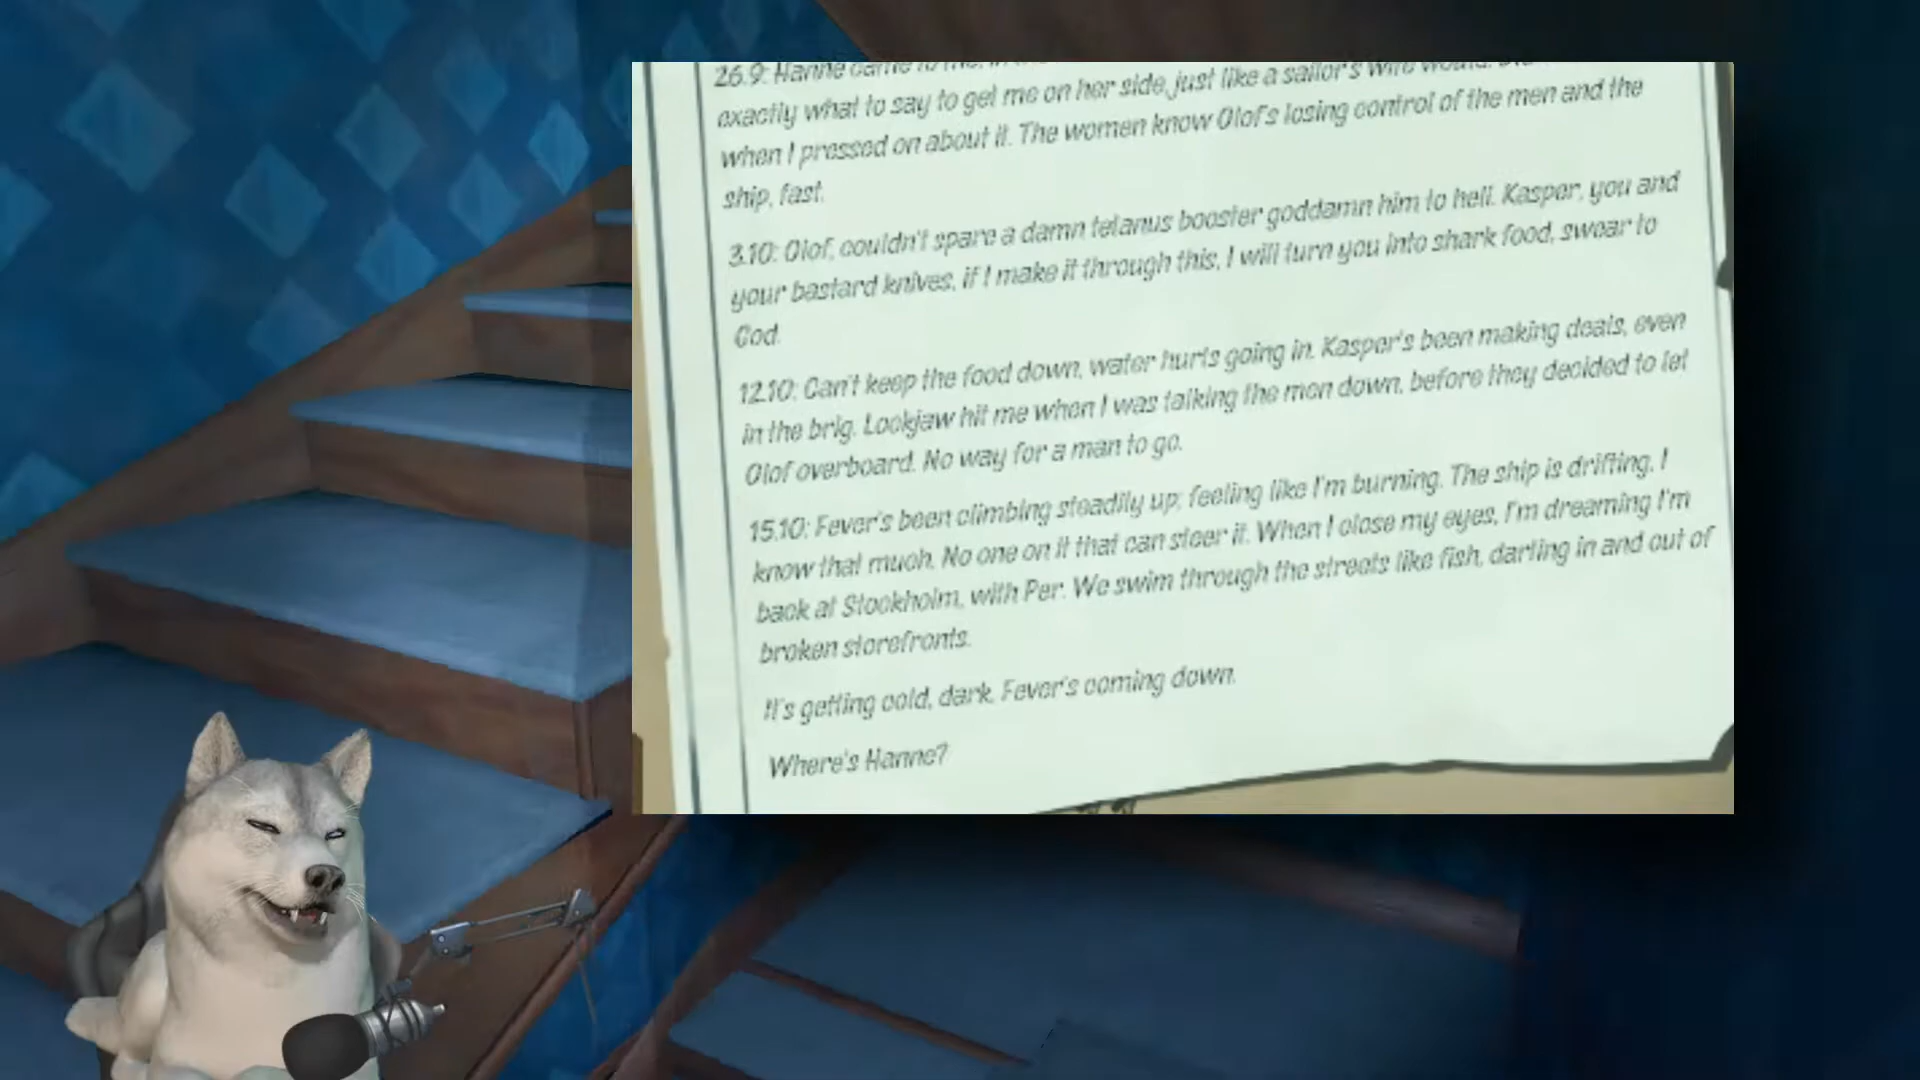 26.9: Hanne came to me, in
exactly what to say to get me on her side, just like a sailor's wife would.
when I pressed on about it. The women know Olof's losing control of the men and the
ship, fast.
3.10: Olof, couldn't spare a damn tetanus booster goddamn him to hell. Kasper, you and
your bastard knives, if I make it through this, I will turn you into shark food, swear to
God.
12.10: Can't keep the food down, water hurts going in. Kasper's been making deals, even
in the brig. Lockjaw hit me when I was talking the men down, before they decided to let
Olof overboard. No way for a man to go.
15.10: Fever's been climbing steadily up; feeling like I'm burning. The ship is drifting, I
know that much. No one on it that can steer it. When I close my eyes, I'm dreaming I'm
back at Stockholm, with Per. We swim through the streets like fish, darting in and out of
broken storefronts.
It's getting cold, dark. Fever's coming down.
Where's Hanne?